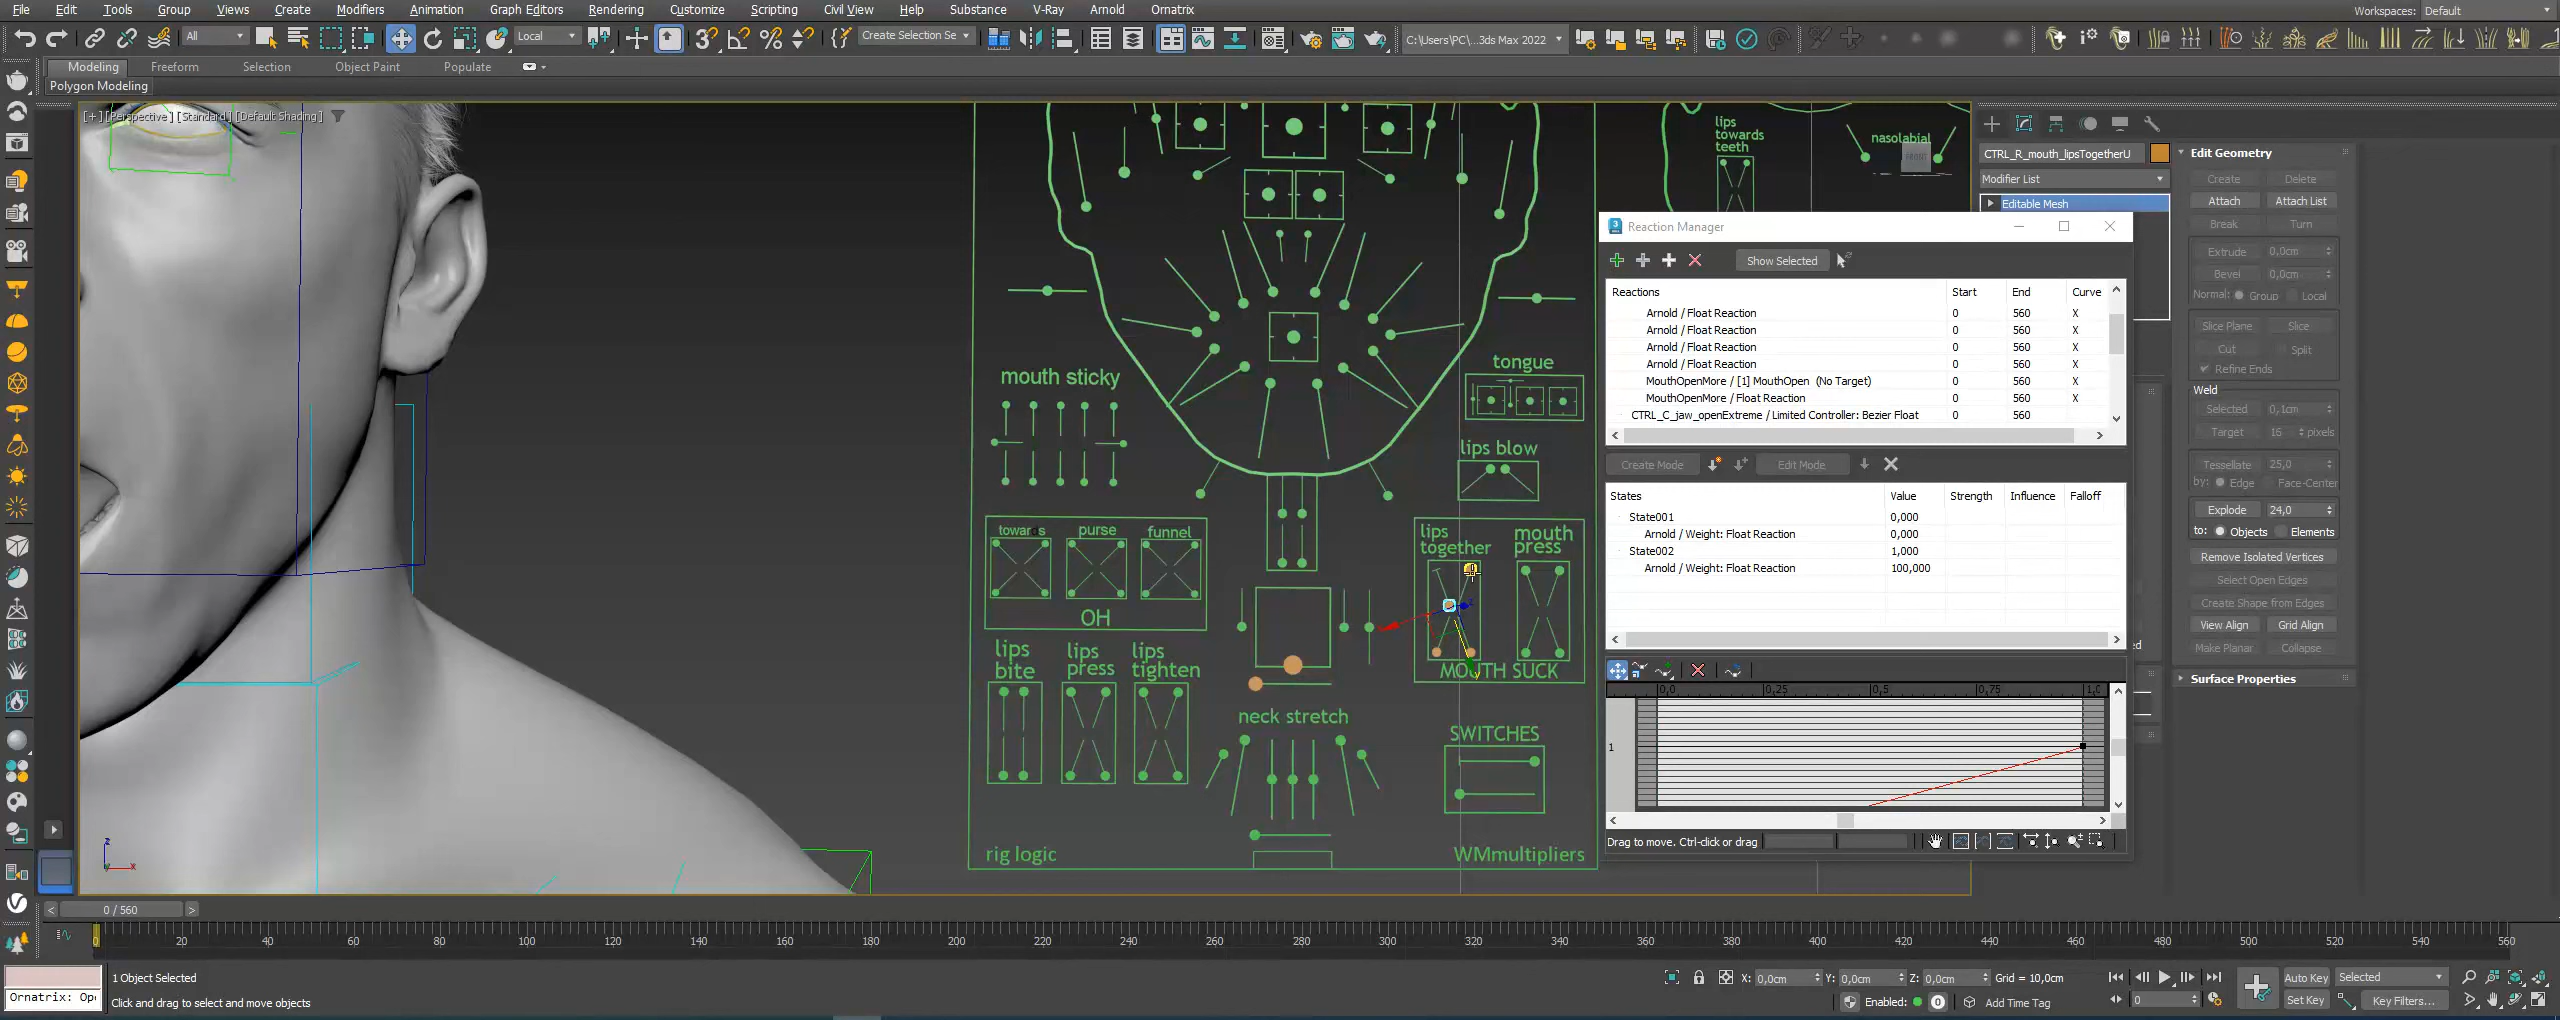 File Edit Tools Group Views Create Modifiers Animation Graph Editors Rendering Customize Scripting Civil View Help Substance V-Ray Arnold Ornatrix
Workspaces: Default
All
Local
Create Selection Se
C:\Users\PC\...3ds Max 2022
Modeling Freeform Selection Object Paint Populate
Polygon Modeling
[+] [Perspective] [Standard] [Default Shading]
lips
towards
teeth
nasolabial
FRONT
mouth sticky
tongue
lips blow
towards
purse
funnel
OH
lips
together
mouth
press
MOUTH SUCK
lips
bite
lips
press
lips
tighten
neck stretch
SWITCHES
rig logic
WMmultipliers
CTRL_R_mouth_lipsTogetherU
Modifier List
Editable Mesh
Reaction Manager
Show Selected
Reactions Start End Curve
Arnold / Float Reaction 0 560 X
Arnold / Float Reaction 0 560 X
Arnold / Float Reaction 0 560 X
Arnold / Float Reaction 0 560 X
MouthOpenMore / [1] MouthOpen (No Target) 0 560 X
MouthOpenMore / Float Reaction 0 560 X
CTRL_C_jaw_openExtreme / Limited Controller: Bezier Float 0 560
Create Mode Edit Mode
States Value Strength Influence Falloff
State001 0,000
Arnold / Weight: Float Reaction 0,000
State002 1,000
Arnold / Weight: Float Reaction 100,000
0,0 0,25 0,5 0,75
1
Drag to move. Ctrl-click or drag
Edit Geometry
Create Delete
Attach Attach List
Break Turn
Extrude 0,0cm
Bevel 0,0cm
Normal: Group Local
Slice Plane Slice
Cut Split
Refine Ends
Weld
Selected 0,1cm
Target 16 pixels
Tessellate 25,0
by: Edge Face-Center
Explode 24,0
to: Objects Elements
Remove Isolated Vertices
Select Open Edges
Create Shape from Edges
View Align Grid Align
Make Planar Collapse
Surface Properties
z
x
0 / 560
0 20 40 60 80 100 120 140 160 180 200 220 240 260 280 300 320 340 360 380 400 420 440 460 480 500 520 540 560
1 Object Selected
Ornatrix: Op
Click and drag to select and move objects
X: 0,0cm Y: 0,0cm Z: 0,0cm Grid = 10,0cm
Enabled: 0 Add Time Tag
0
Auto Key Selected
Set Key Key Filters...